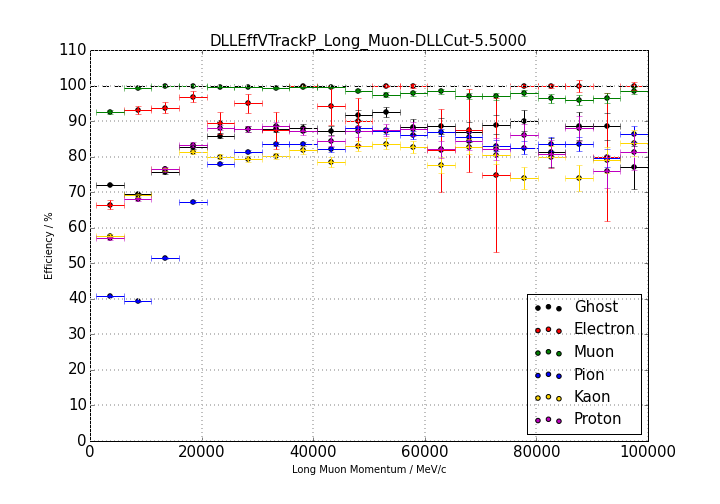 DLLEffVTrackP_Long_Muon-DLLCut-5.5000
110
100
90
80
70
60
50
40
30
20
10
0
Efficiency / %
Ghost
Electron
Muon
Pion
Kaon
Proton
0 20000 40000 60000 80000 100000
Long Muon Momentum / MeV/c